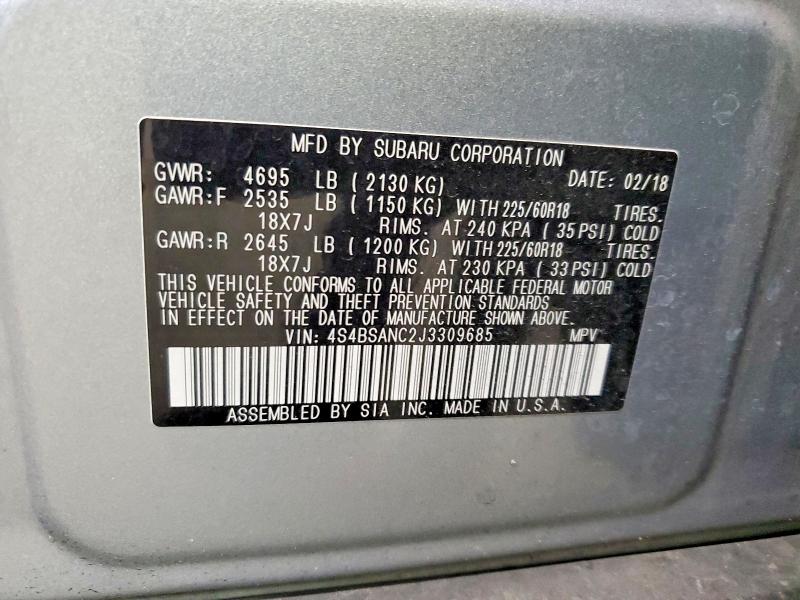 MFD BY SUBARU CORPORATION
GVWR: 4695 LB ( 2130 KG) DATE: 02/18
GAWR:F 2535 LB ( 1150 KG) WITH 225/60R18 TIRES.
18X7J RIMS. AT 240 KPA ( 35 PSI) COLD
GAWR:R 2645 LB ( 1200 KG) WITH 225/60R18 TIRES.
18X7J RIMS. AT 230 KPA ( 33 PSI) COLD
THIS VEHICLE CONFORMS TO ALL APPLICABLE FEDERAL MOTOR
VEHICLE SAFETY AND THEFT PREVENTION STANDARDS
IN EFFECT ON THE DATE OF MANUFACTURE SHOWN ABOVE.
VIN: 4S4BSANC2J3309685 MPV
ASSEMBLED BY SIA INC. MADE IN U.S.A.